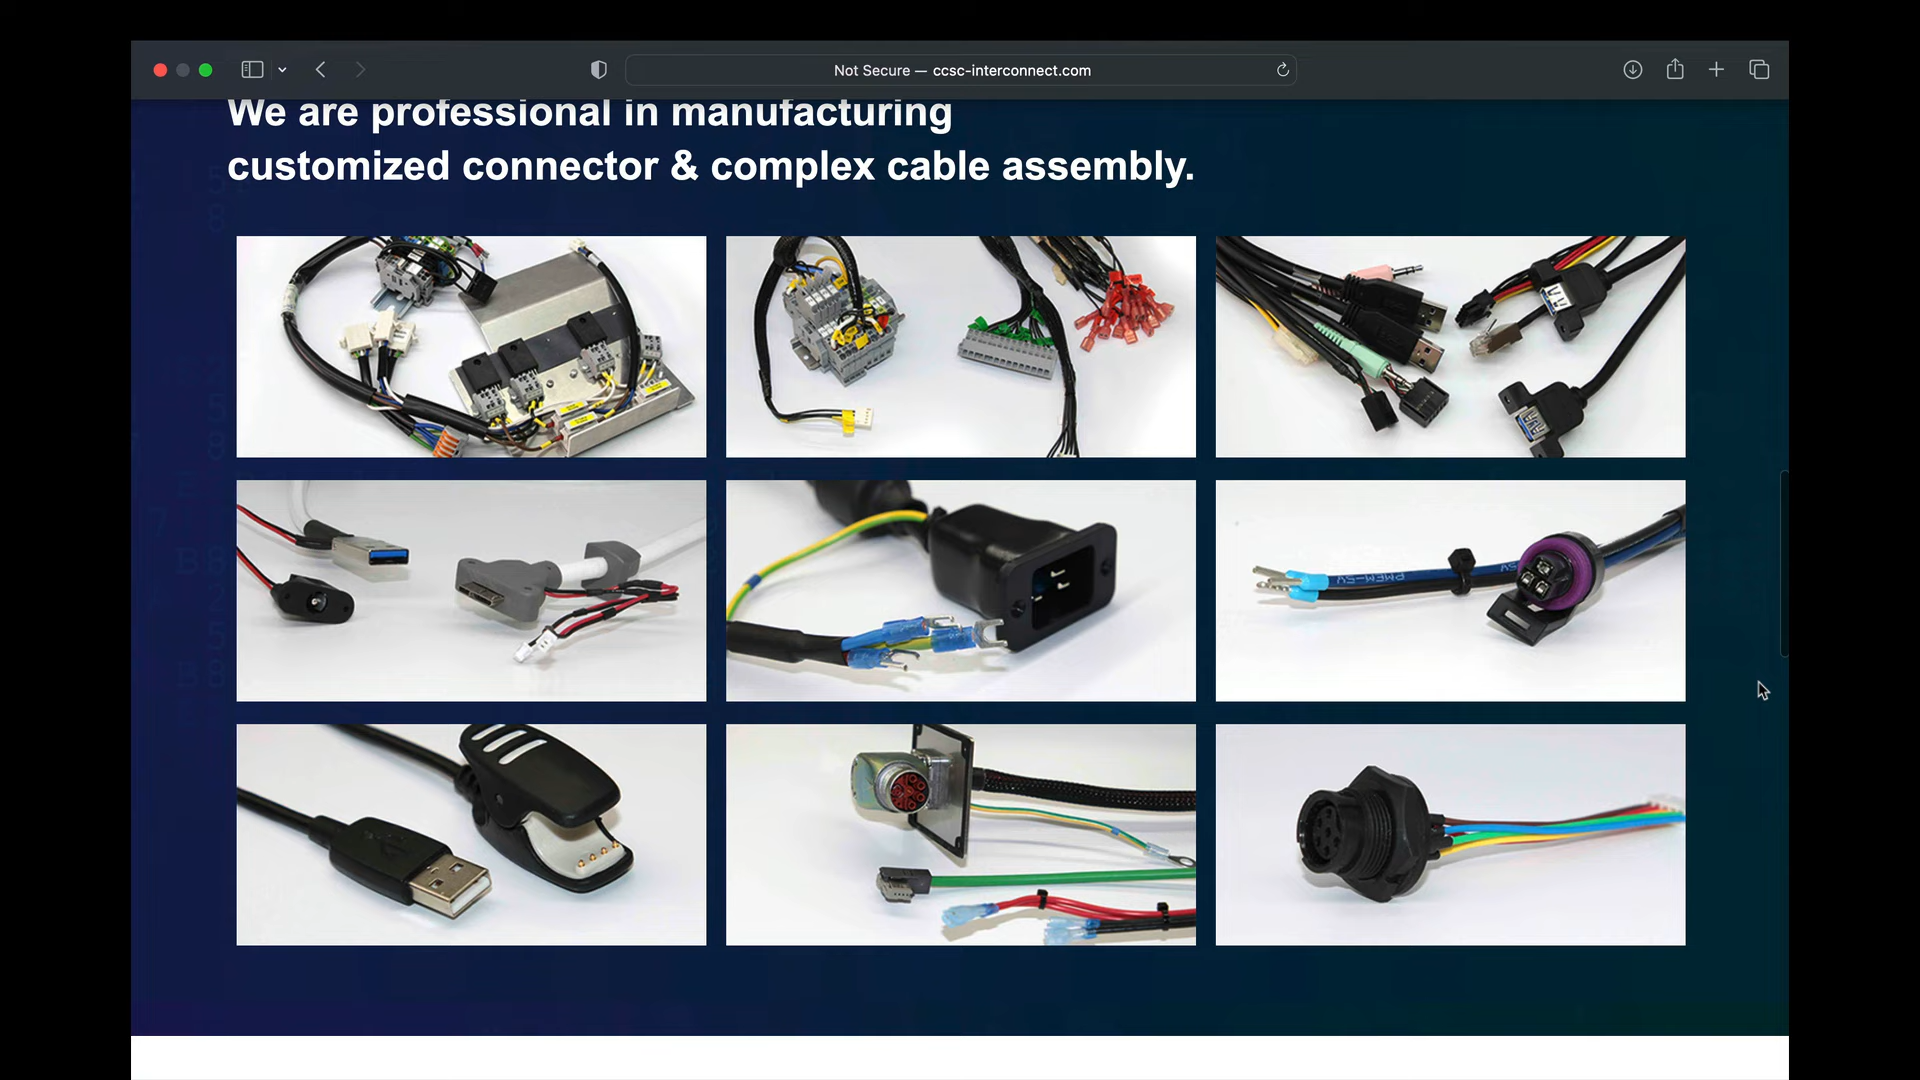 Not Secure — ccsc-interconnect.com
We are professional in manufacturing
customized connector & complex cable assembly.